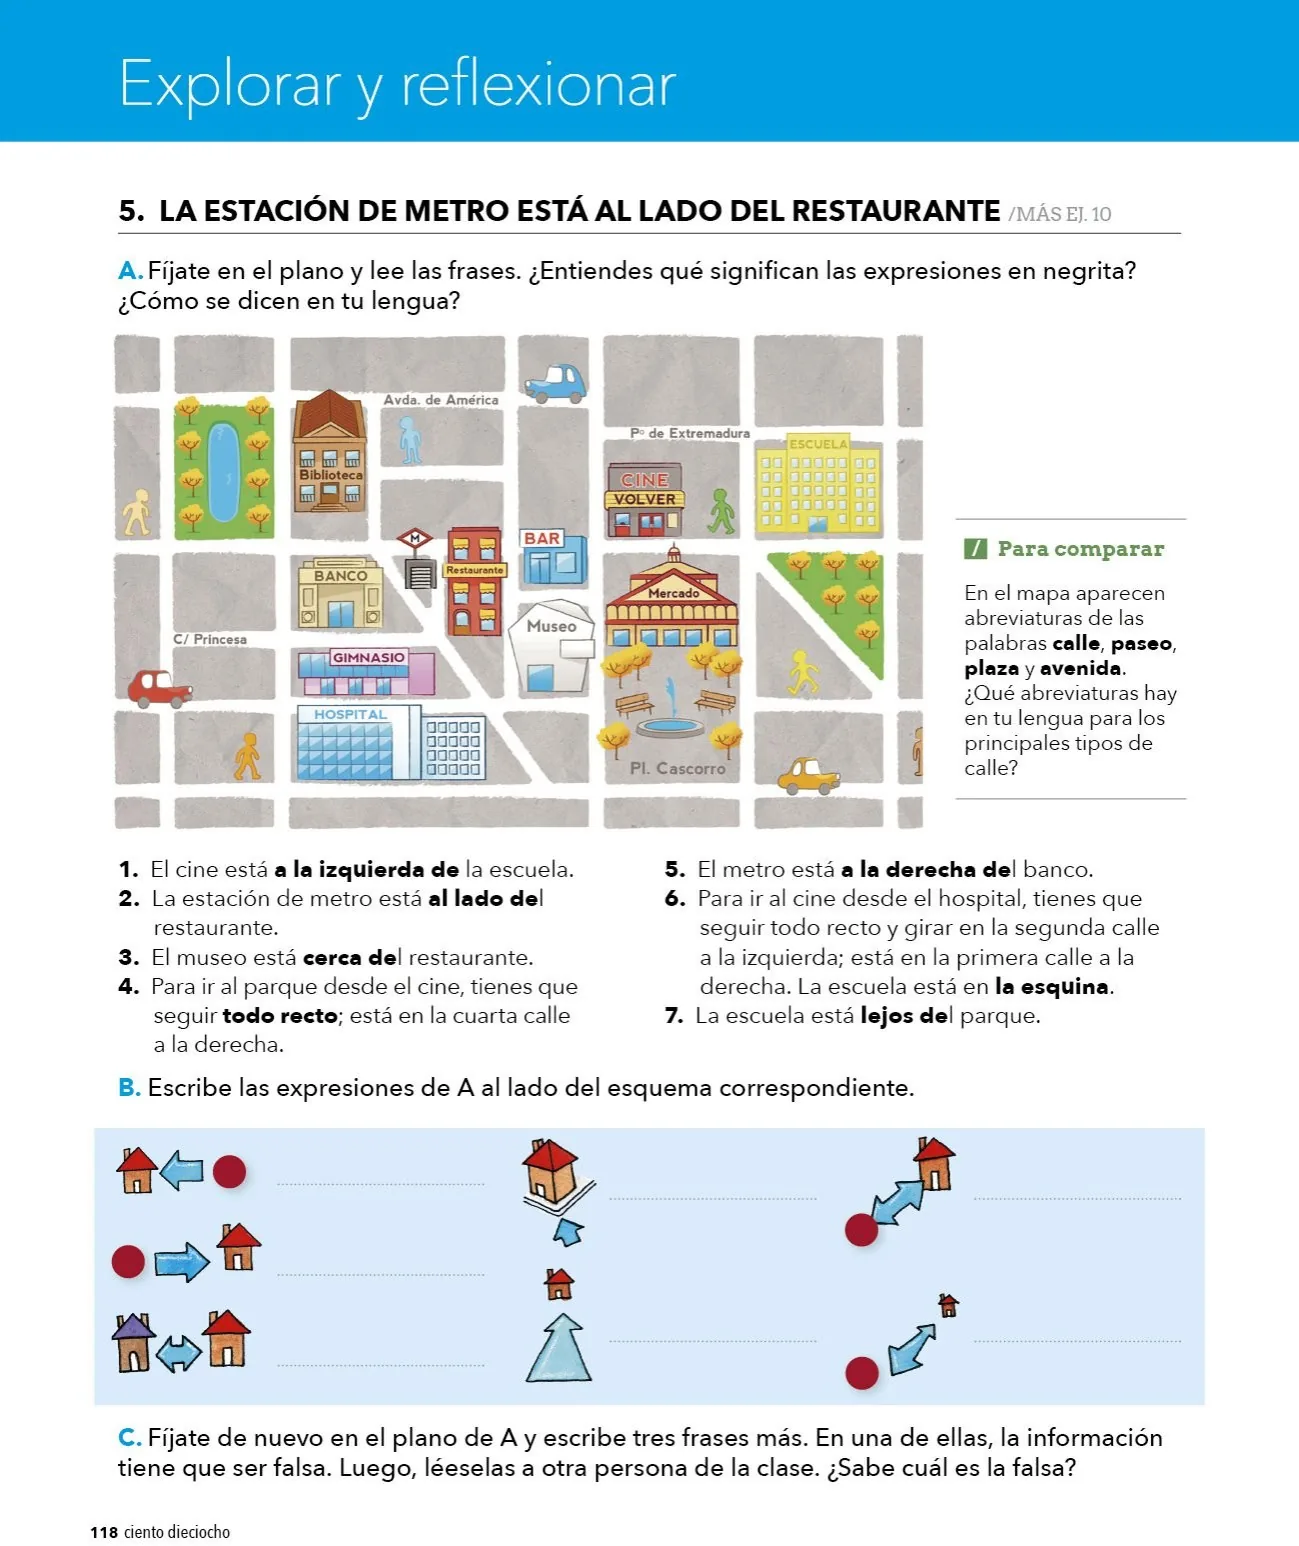 Explorar y reflexionar
5. LA ESTACIÓN DE METRO ESTÁ AL LADO DEL RESTAURANTE /MÁS EJ. 10
A. Fíjate en el plano y lee las frases. ¿Entiendes qué significan las expresiones en negrita?
¿Cómo se dicen en tu lengua?
Avda. de América
Pº de Extremadura
ESCUELA
Biblioteca
CINE
VOLVER
M
BAR
Restaurante
BANCO
Mercado
Museo
C/ Princesa
GIMNASIO
HOSPITAL
Pl. Cascorro
/ Para comparar
En el mapa aparecen
abreviaturas de las
palabras calle, paseo,
plaza y avenida.
¿Qué abreviaturas hay
en tu lengua para los
principales tipos de
calle?
1. El cine está a la izquierda de la escuela.
2. La estación de metro está al lado del
restaurante.
3. El museo está cerca del restaurante.
4. Para ir al parque desde el cine, tienes que
seguir todo recto; está en la cuarta calle
a la derecha.
5. El metro está a la derecha del banco.
6. Para ir al cine desde el hospital, tienes que
seguir todo recto y girar en la segunda calle
a la izquierda; está en la primera calle a la
derecha. La escuela está en la esquina.
7. La escuela está lejos del parque.
B. Escribe las expresiones de A al lado del esquema correspondiente.
C. Fíjate de nuevo en el plano de A y escribe tres frases más. En una de ellas, la información
tiene que ser falsa. Luego, léeselas a otra persona de la clase. ¿Sabe cuál es la falsa?
118 ciento dieciocho